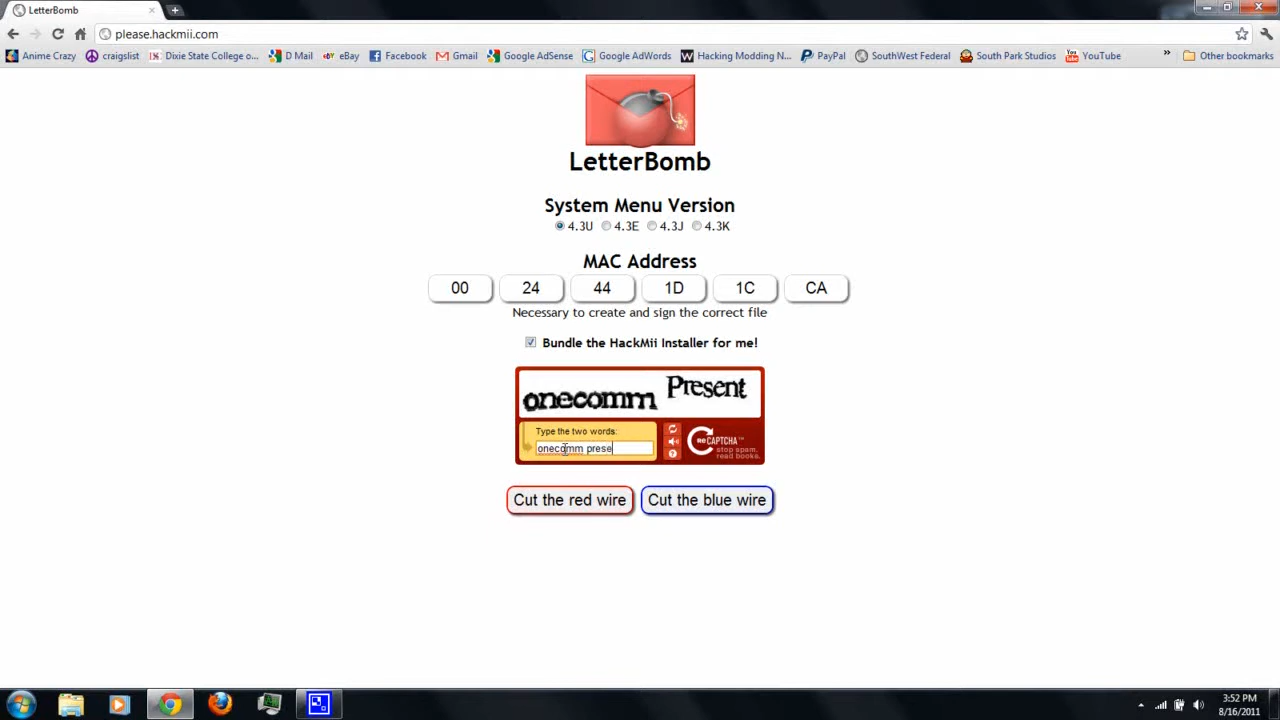 LetterBomb
please.hackmii.com
Anime Crazy craigslist Dixie State College o... D Mail eBay Facebook Gmail Google AdSense Google AdWords Hacking Modding N... PayPal SouthWest Federal South Park Studios YouTube » Other bookmarks
LetterBomb
System Menu Version
4.3U 4.3E 4.3J 4.3K
MAC Address
00 24 44 1D 1C CA
Necessary to create and sign the correct file
Bundle the HackMii Installer for me!
onecomm Present
Type the two words:
onecomm prese
reCAPTCHA™
stop spam.
read books.
Cut the red wire Cut the blue wire
3:52 PM
8/16/2011